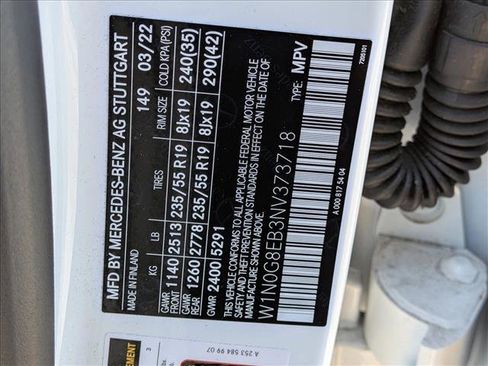 MFD BY MERCEDES-BENZ AG STUTTGART
149 03/22
KG LB TIRES RIM SIZE COLD KPA(PSI)
GAWR FRONT 1140 2513 235/55 R19 8Jx19 240(35)
GAWR REAR 1260 2778 235/55 R19 8Jx19 290(42)
GVWR 2400 5291
THIS VEHICLE CONFORMS TO ALL APPLICABLE FEDERAL MOTOR VEHICLE
SAFETY AND THEFT PREVENTION STANDARDS IN EFFECT ON THE DATE OF
MANUFACTURE SHOWN ABOVE.
TYPE: MPV
W1N0G8EB3NV373718
7200101
A 000 817 54 04
A 253 584 99 07
3